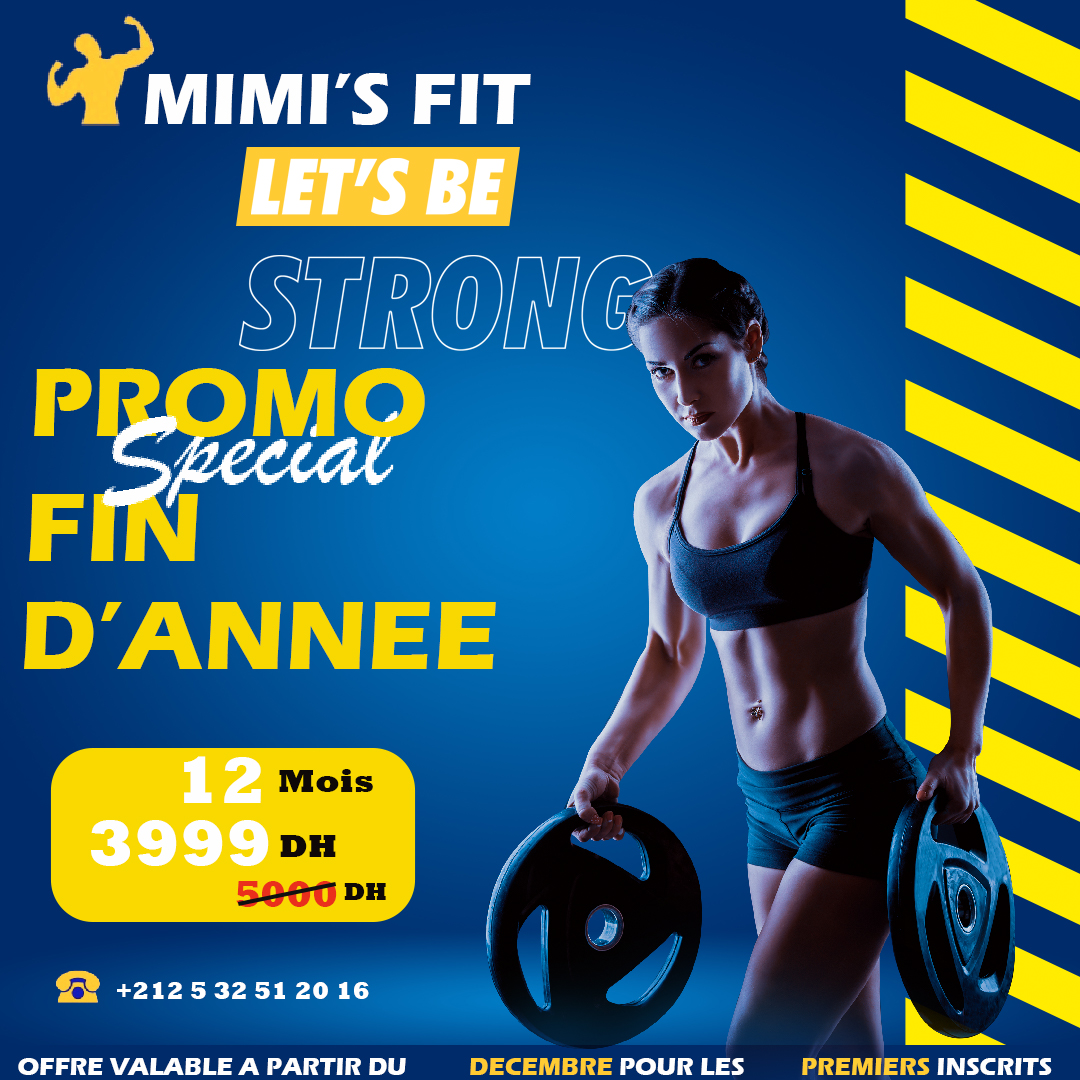 MIMI'S FIT
LET'S BE
STRONG
PROMO
Special
FIN
D'ANNEE
12 Mois
3999 DH
5000 DH
+212 5 32 51 20 16
OFFRE VALABLE A PARTIR DU DECEMBRE POUR LES PREMIERS INSCRITS